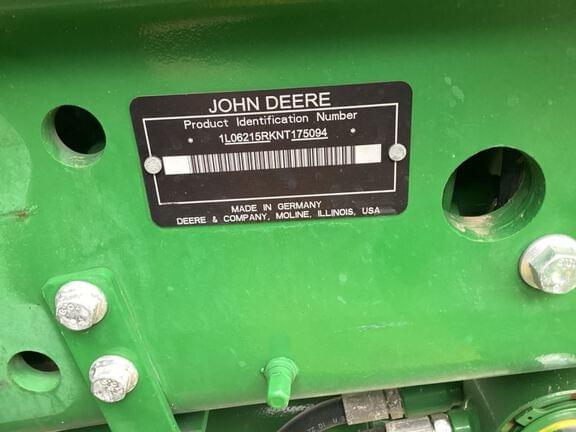 JOHN DEERE
Product Identification Number
* 1L06215RKNT175094 *
MADE IN GERMANY
DEERE & COMPANY, MOLINE, ILLINOIS, USA